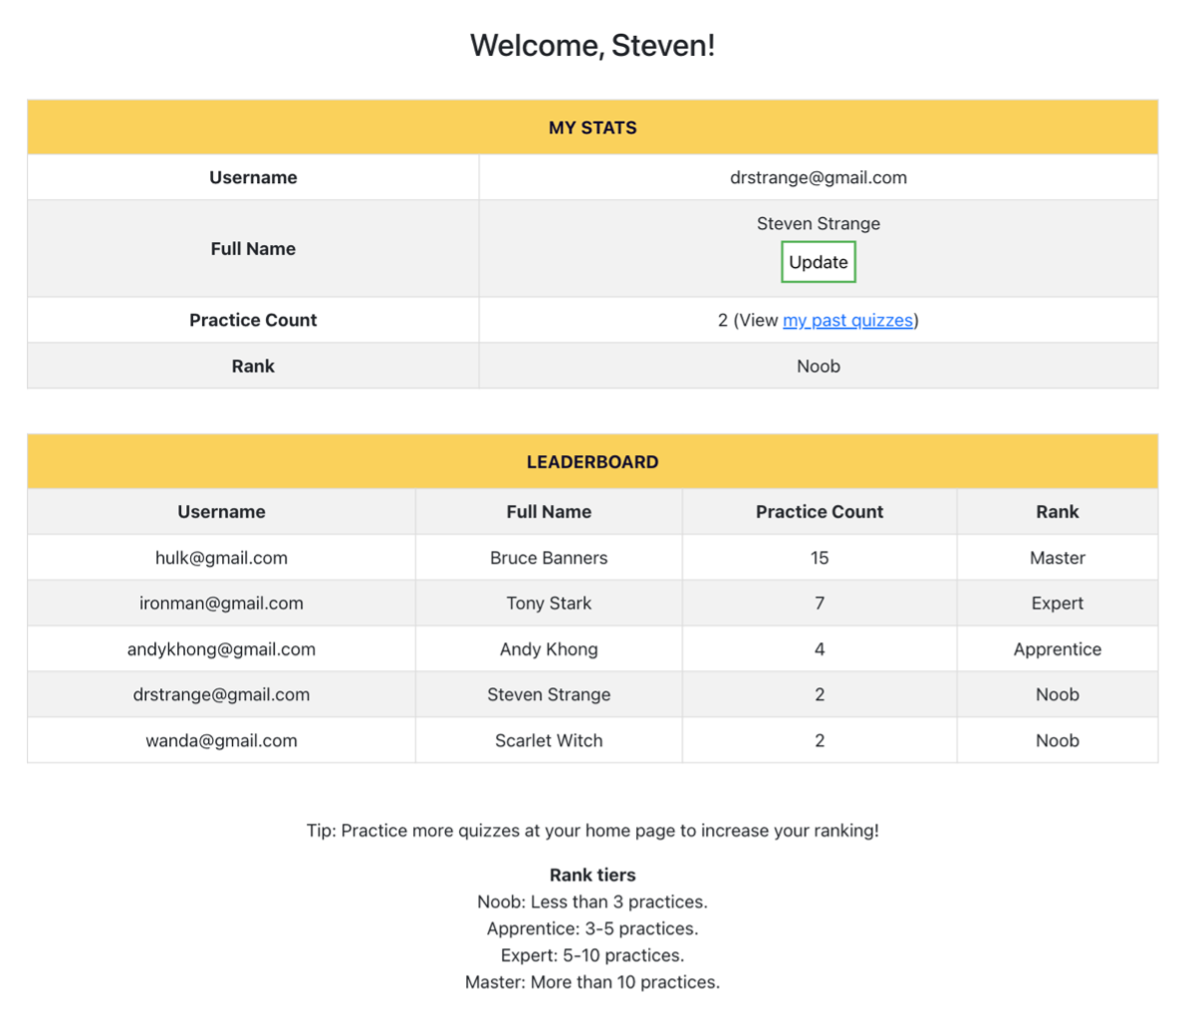 Welcome, Steven!
MY STATS
Username drstrange@gmail.com
Full Name Steven Strange
Update
Practice Count 2 (View my past quizzes)
Rank Noob
LEADERBOARD
Username Full Name Practice Count Rank
hulk@gmail.com Bruce Banners 15 Master
ironman@gmail.com Tony Stark 7 Expert
andykhong@gmail.com Andy Khong 4 Apprentice
drstrange@gmail.com Steven Strange 2 Noob
wanda@gmail.com Scarlet Witch 2 Noob
Tip: Practice more quizzes at your home page to increase your ranking!
Rank tiers
Noob: Less than 3 practices.
Apprentice: 3-5 practices.
Expert: 5-10 practices.
Master: More than 10 practices.